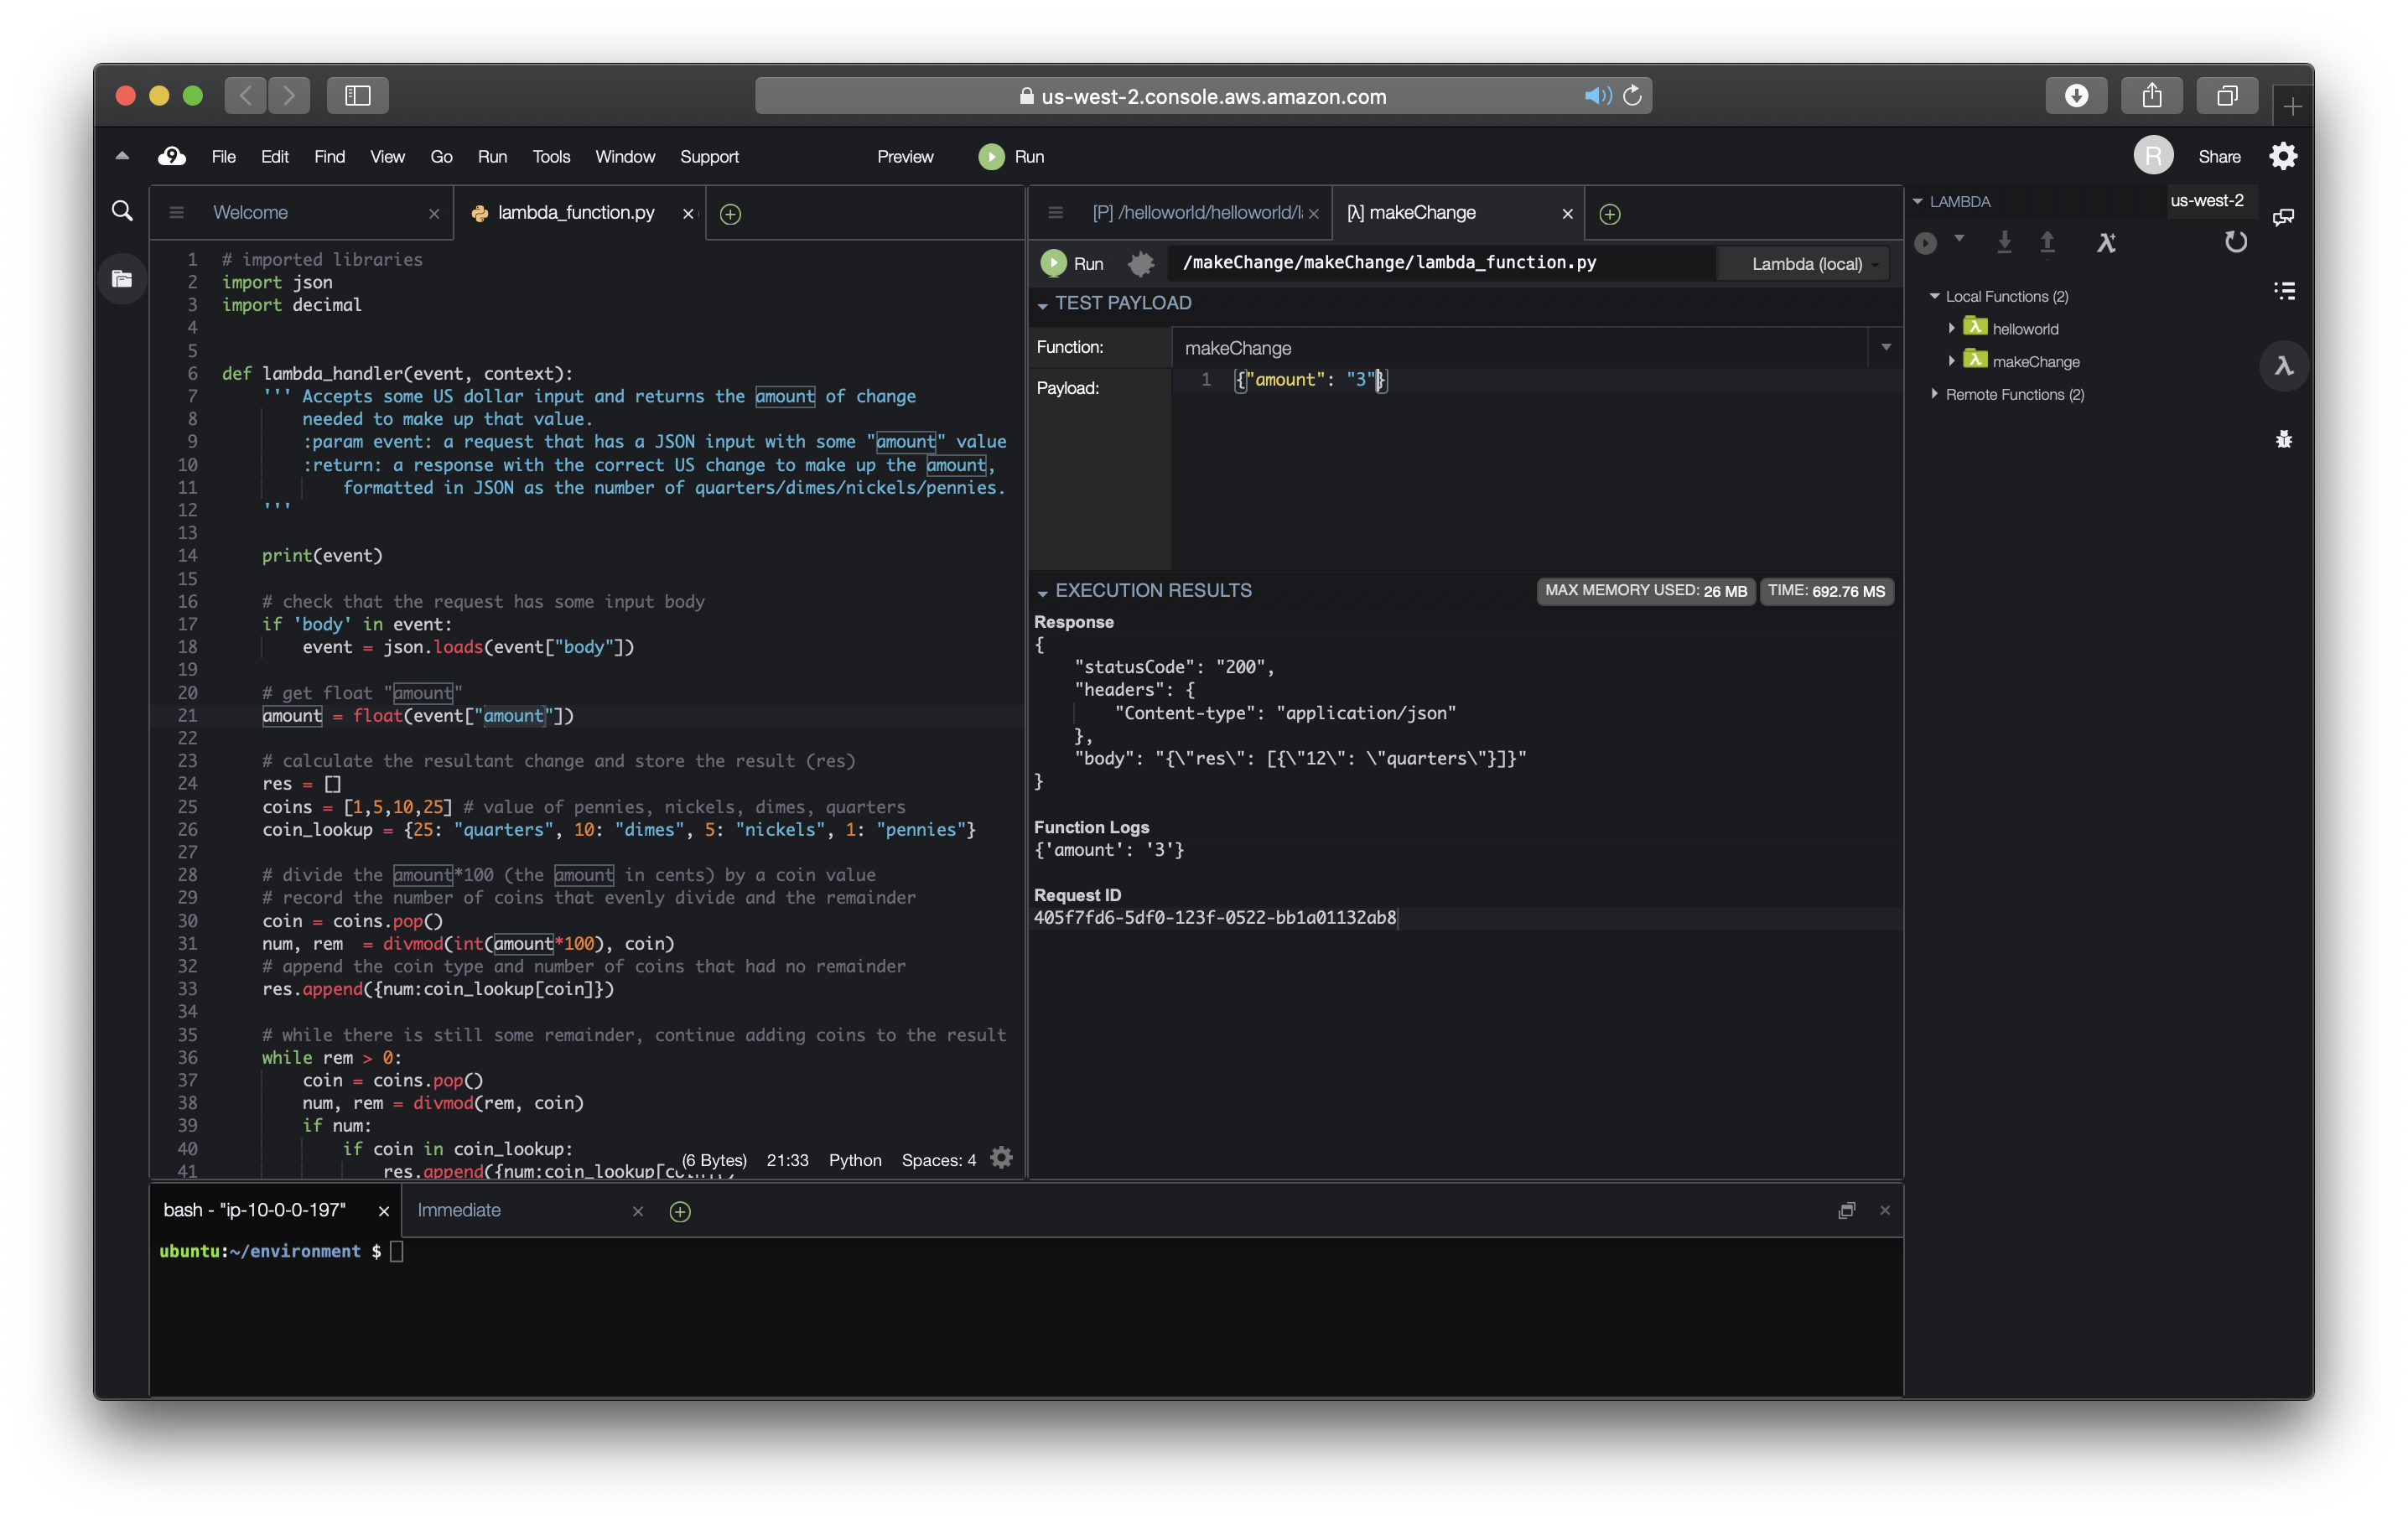 us-west-2.console.aws.amazon.com
9 File Edit Find View Go Run Tools Window Support Preview Run R Share
Welcome lambda_function.py
1 # imported libraries
2 import json
3 import decimal
4
5
6 def lambda_handler(event, context):
7 ''' Accepts some US dollar input and returns the amount of change
8 needed to make up that value.
9 :param event: a request that has a JSON input with some "amount" value
10 :return: a response with the correct US change to make up the amount,
11 formatted in JSON as the number of quarters/dimes/nickels/pennies.
12 '''
13
14 print(event)
15
16 # check that the request has some input body
17 if 'body' in event:
18 event = json.loads(event["body"])
19
20 # get float "amount"
21 amount = float(event["amount"])
22
23 # calculate the resultant change and store the result (res)
24 res = []
25 coins = [1,5,10,25] # value of pennies, nickels, dimes, quarters
26 coin_lookup = {25: "quarters", 10: "dimes", 5: "nickels", 1: "pennies"}
27
28 # divide the amount*100 (the amount in cents) by a coin value
29 # record the number of coins that evenly divide and the remainder
30 coin = coins.pop()
31 num, rem  = divmod(int(amount*100), coin)
32 # append the coin type and number of coins that had no remainder
33 res.append({num:coin_lookup[coin]})
34
35 # while there is still some remainder, continue adding coins to the result
36 while rem > 0:
37 coin = coins.pop()
38 num, rem = divmod(rem, coin)
39 if num:
40 if coin in coin_lookup:
41 res.append({num:coin_lookup[
(6 Bytes) 21:33 Python Spaces: 4
[P] /helloworld/helloworld/l [λ] makeChange
Run /makeChange/makeChange/lambda_function.py Lambda (local)
TEST PAYLOAD
Function: makeChange
Payload: 1 {"amount": "3"}
EXECUTION RESULTS MAX MEMORY USED: 26 MB TIME: 692.76 MS
Response
{
"statusCode": "200",
"headers": {
"Content-type": "application/json"
},
"body": "{\"res\": [{\"12\": \"quarters\"}]}"
}
Function Logs
{'amount': '3'}
Request ID
405f7fd6-5df0-123f-0522-bb1a01132ab8
LAMBDA us-west-2
Local Functions (2)
λ helloworld
λ makeChange
Remote Functions (2)
bash - "ip-10-0-0-197" Immediate
ubuntu:~/environment $